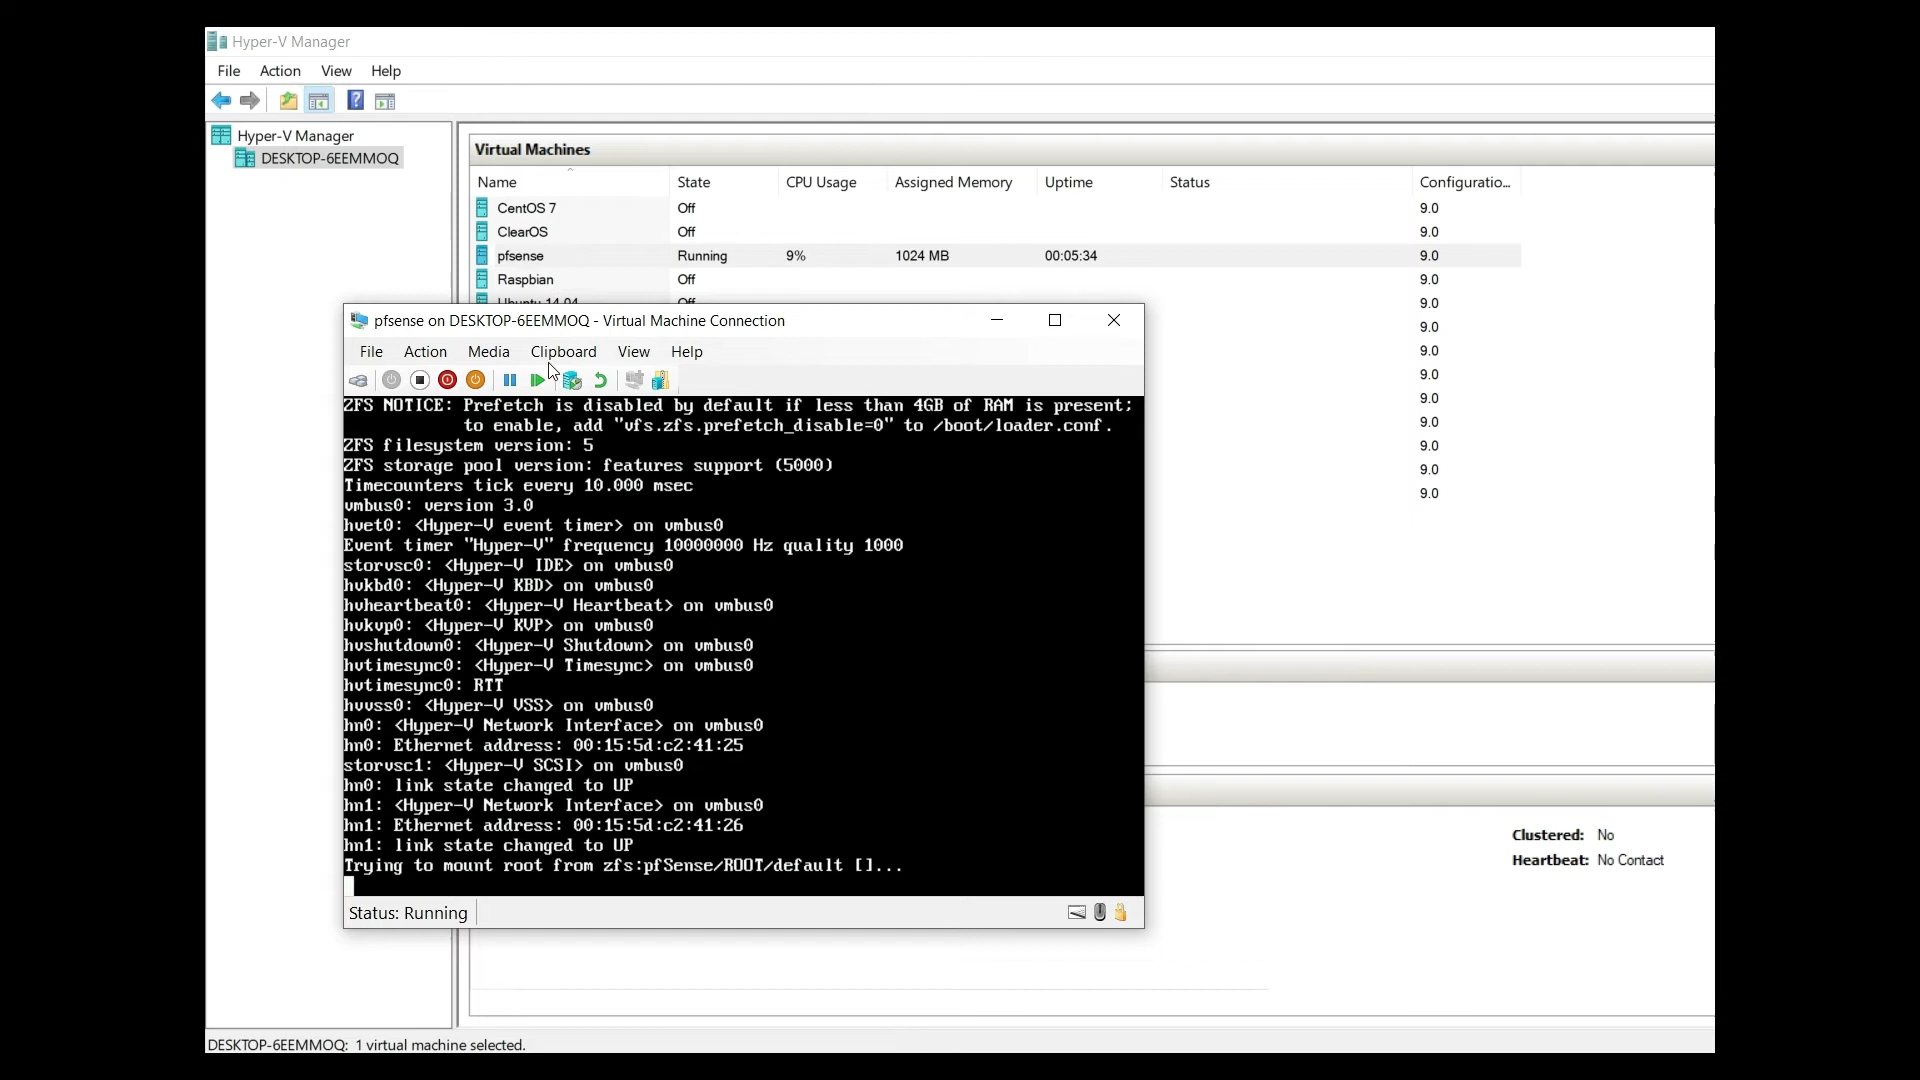 Hyper-V Manager
File Action View Help
Hyper-V Manager
DESKTOP-6EEMMOQ
Virtual Machines
Name State CPU Usage Assigned Memory Uptime Status Configuratio...
CentOS 7 Off 9.0
ClearOS Off 9.0
pfsense Running 9% 1024 MB 00:05:34 9.0
Raspbian Off 9.0
Ubuntu 14.04 Off 9.0
9.0
9.0
9.0
9.0
9.0
9.0
9.0
9.0
pfsense on DESKTOP-6EEMMOQ - Virtual Machine Connection
File Action Media Clipboard View Help
ZFS NOTICE: Prefetch is disabled by default if less than 4GB of RAM is present;
to enable, add "vfs.zfs.prefetch_disable=0" to /boot/loader.conf.
ZFS filesystem version: 5
ZFS storage pool version: features support (5000)
Timecounters tick every 10.000 msec
vmbus0: version 3.0
hvet0: <Hyper-V event timer> on vmbus0
Event timer "Hyper-V" frequency 10000000 Hz quality 1000
storvsc0: <Hyper-V IDE> on vmbus0
hvkbd0: <Hyper-V KBD> on vmbus0
hvheartbeat0: <Hyper-V Heartbeat> on vmbus0
hvkvp0: <Hyper-V KVP> on vmbus0
hvshutdown0: <Hyper-V Shutdown> on vmbus0
hvtimesync0: <Hyper-V Timesync> on vmbus0
hvtimesync0: RTT
hvvss0: <Hyper-V VSS> on vmbus0
hn0: <Hyper-V Network Interface> on vmbus0
hn0: Ethernet address: 00:15:5d:c2:41:25
storvsc1: <Hyper-V SCSI> on vmbus0
hn0: link state changed to UP
hn1: <Hyper-V Network Interface> on vmbus0
hn1: Ethernet address: 00:15:5d:c2:41:26
hn1: link state changed to UP
Trying to mount root from zfs:pfSense/ROOT/default []...
Status: Running
Clustered: No
Heartbeat: No Contact
DESKTOP-6EEMMOQ: 1 virtual machine selected.